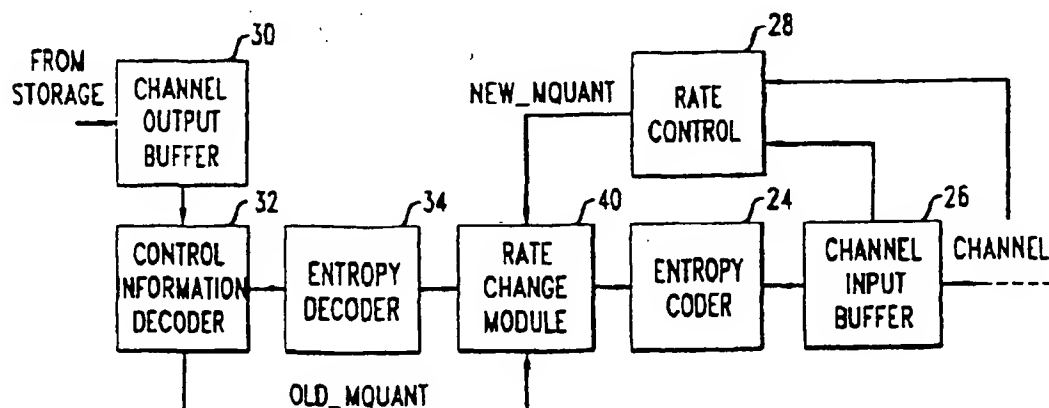 FROM
STORAGE
30
CHANNEL
OUTPUT
BUFFER
NEW_MQUANT
28
RATE
CONTROL
32
CONTROL
INFORMATION
DECODER
34
ENTROPY
DECODER
40
RATE
CHANGE
MODULE
24
ENTROPY
CODER
26
CHANNEL
INPUT
BUFFER
CHANNEL
OLD_MQUANT